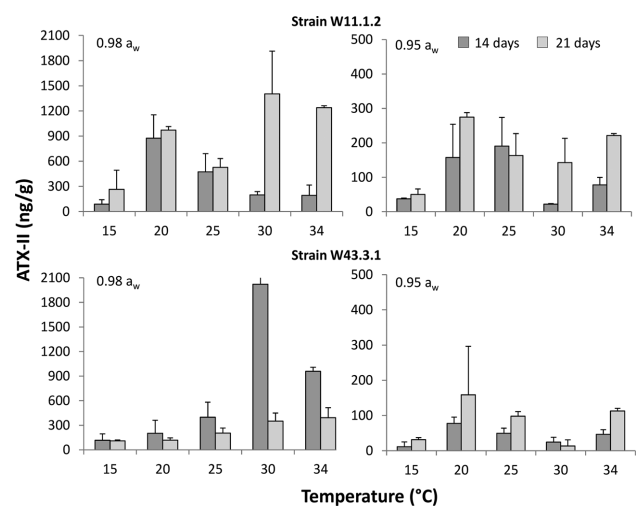 Strain W11.1.2
0.98 aw
2100
1800
1500
1200
900
600
300
0
15 20 25 30 34
0.95 aw
14 days 21 days
500
400
300
200
100
0
15 20 25 30 34
ATX-II (ng/g)
Strain W43.3.1
0.98 aw
2100
1800
1500
1200
900
600
300
0
15 20 25 30 34
0.95 aw
500
400
300
200
100
0
15 20 25 30 34
Temperature (°C)